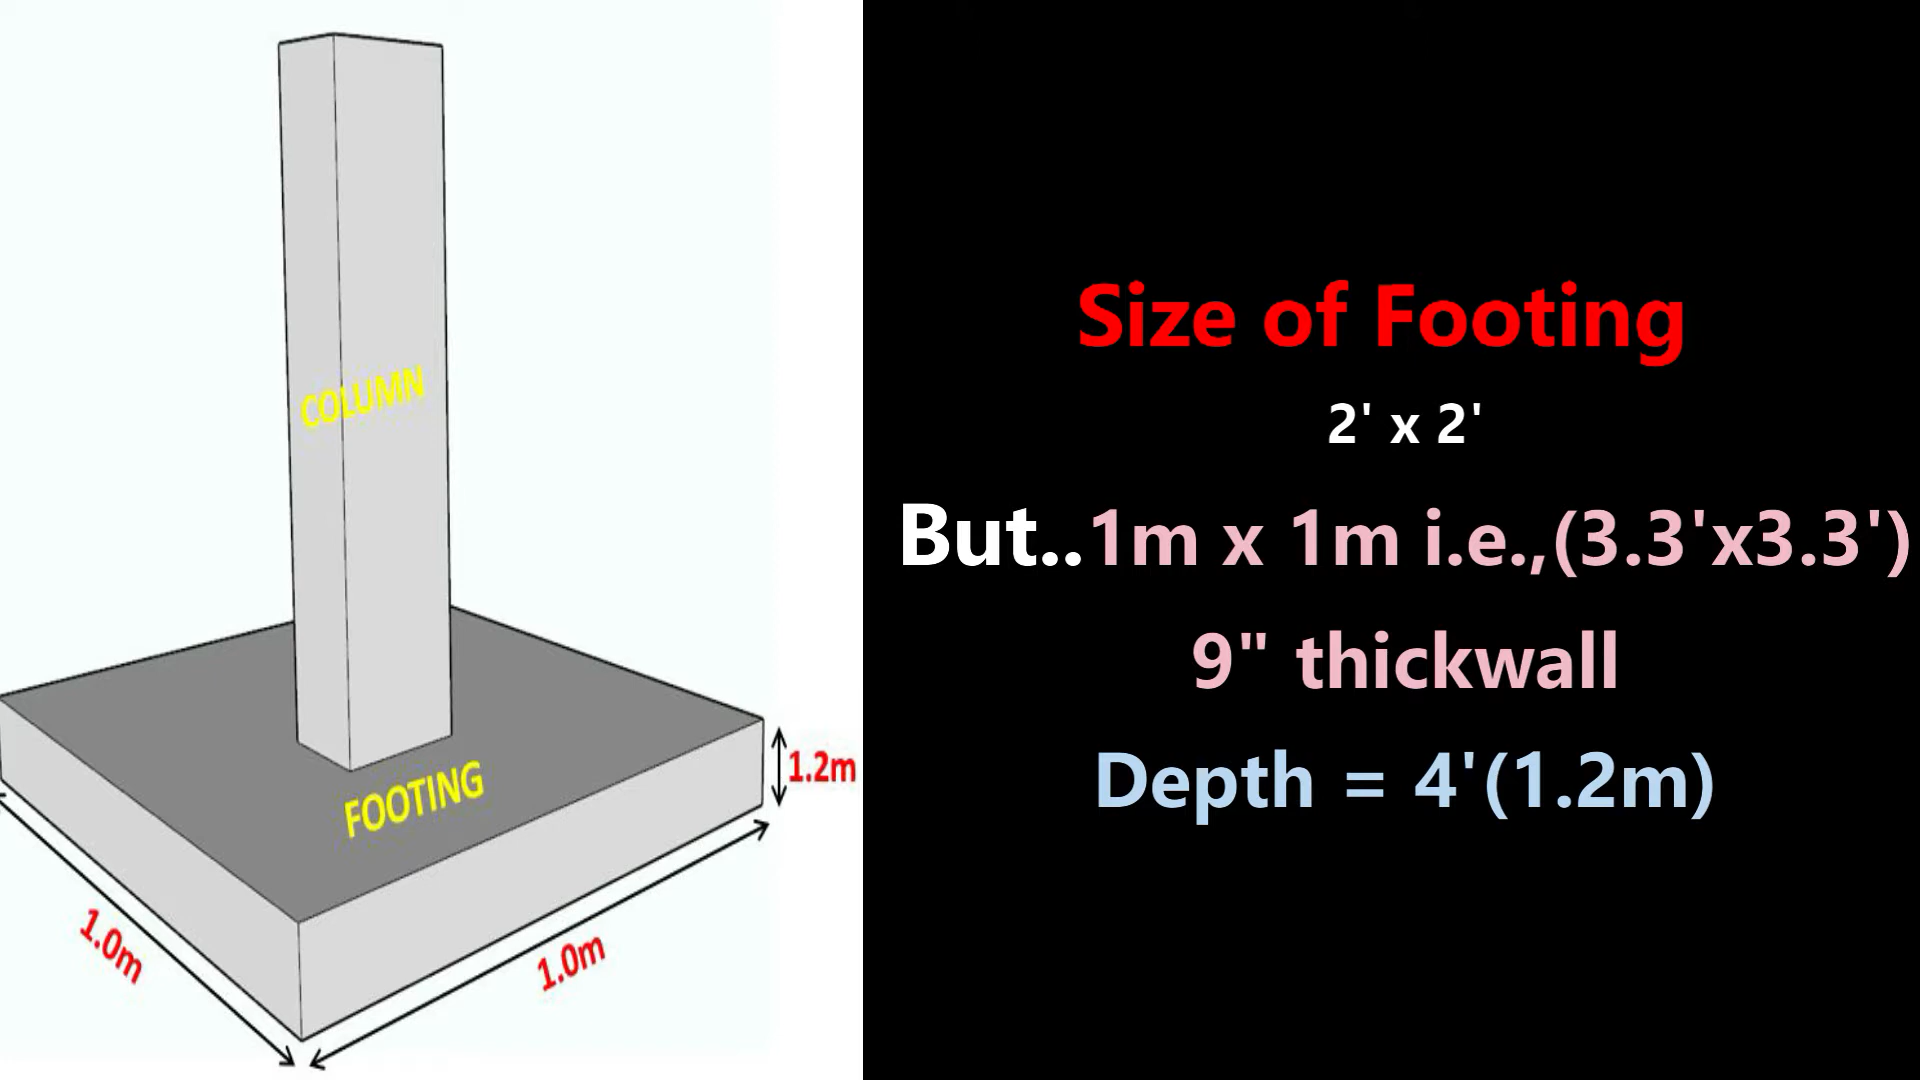 COLUMN
FOOTING
1.2m
1.0m
1.0m
Size of Footing
2' x 2'
But..1m x 1m i.e.,(3.3'x3.3')
9" thickwall
Depth = 4'(1.2m)